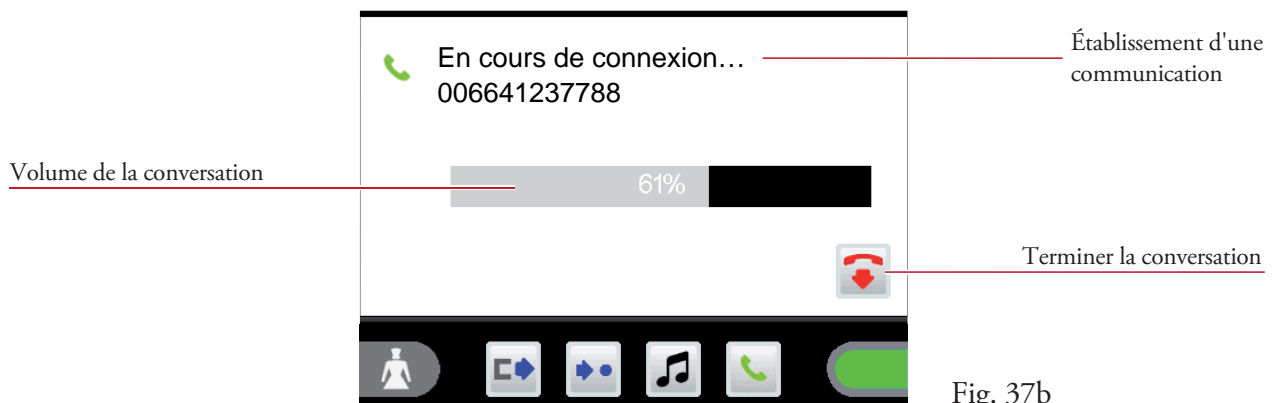 En cours de connexion…
006641237788
Établissement d'une
communication
Volume de la conversation
61%
Terminer la conversation
Fig. 37b